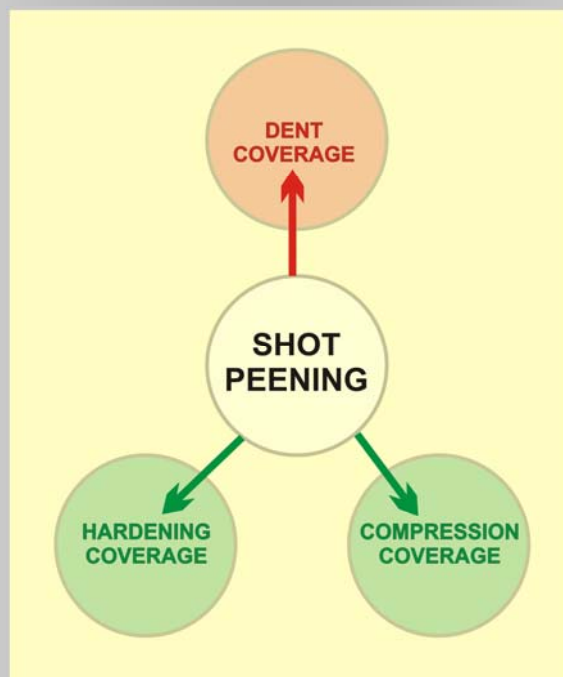 DENT
COVERAGE
SHOT
PEENING
HARDENING
COVERAGE
COMPRESSION
COVERAGE